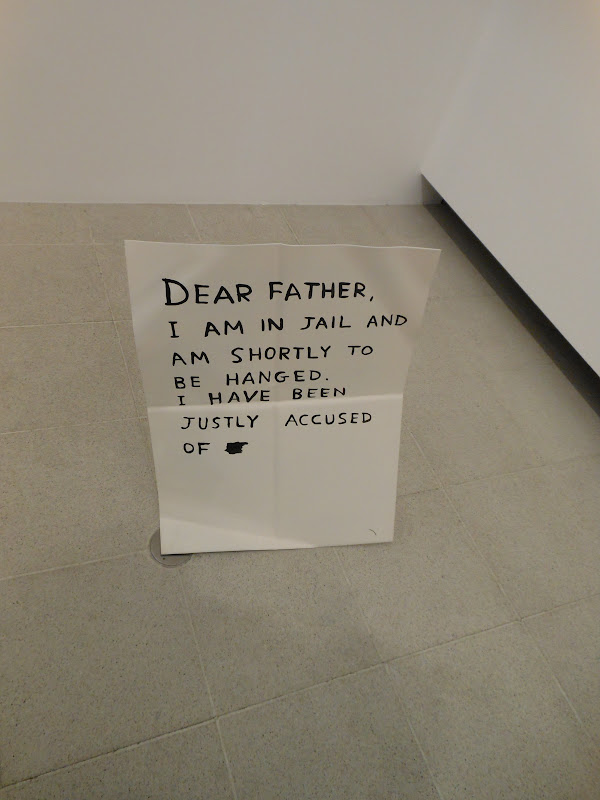 DEAR FATHER,
I AM IN JAIL AND
AM SHORTLY TO
BE HANGED.
I HAVE BEEN
JUSTLY ACCUSED
OF